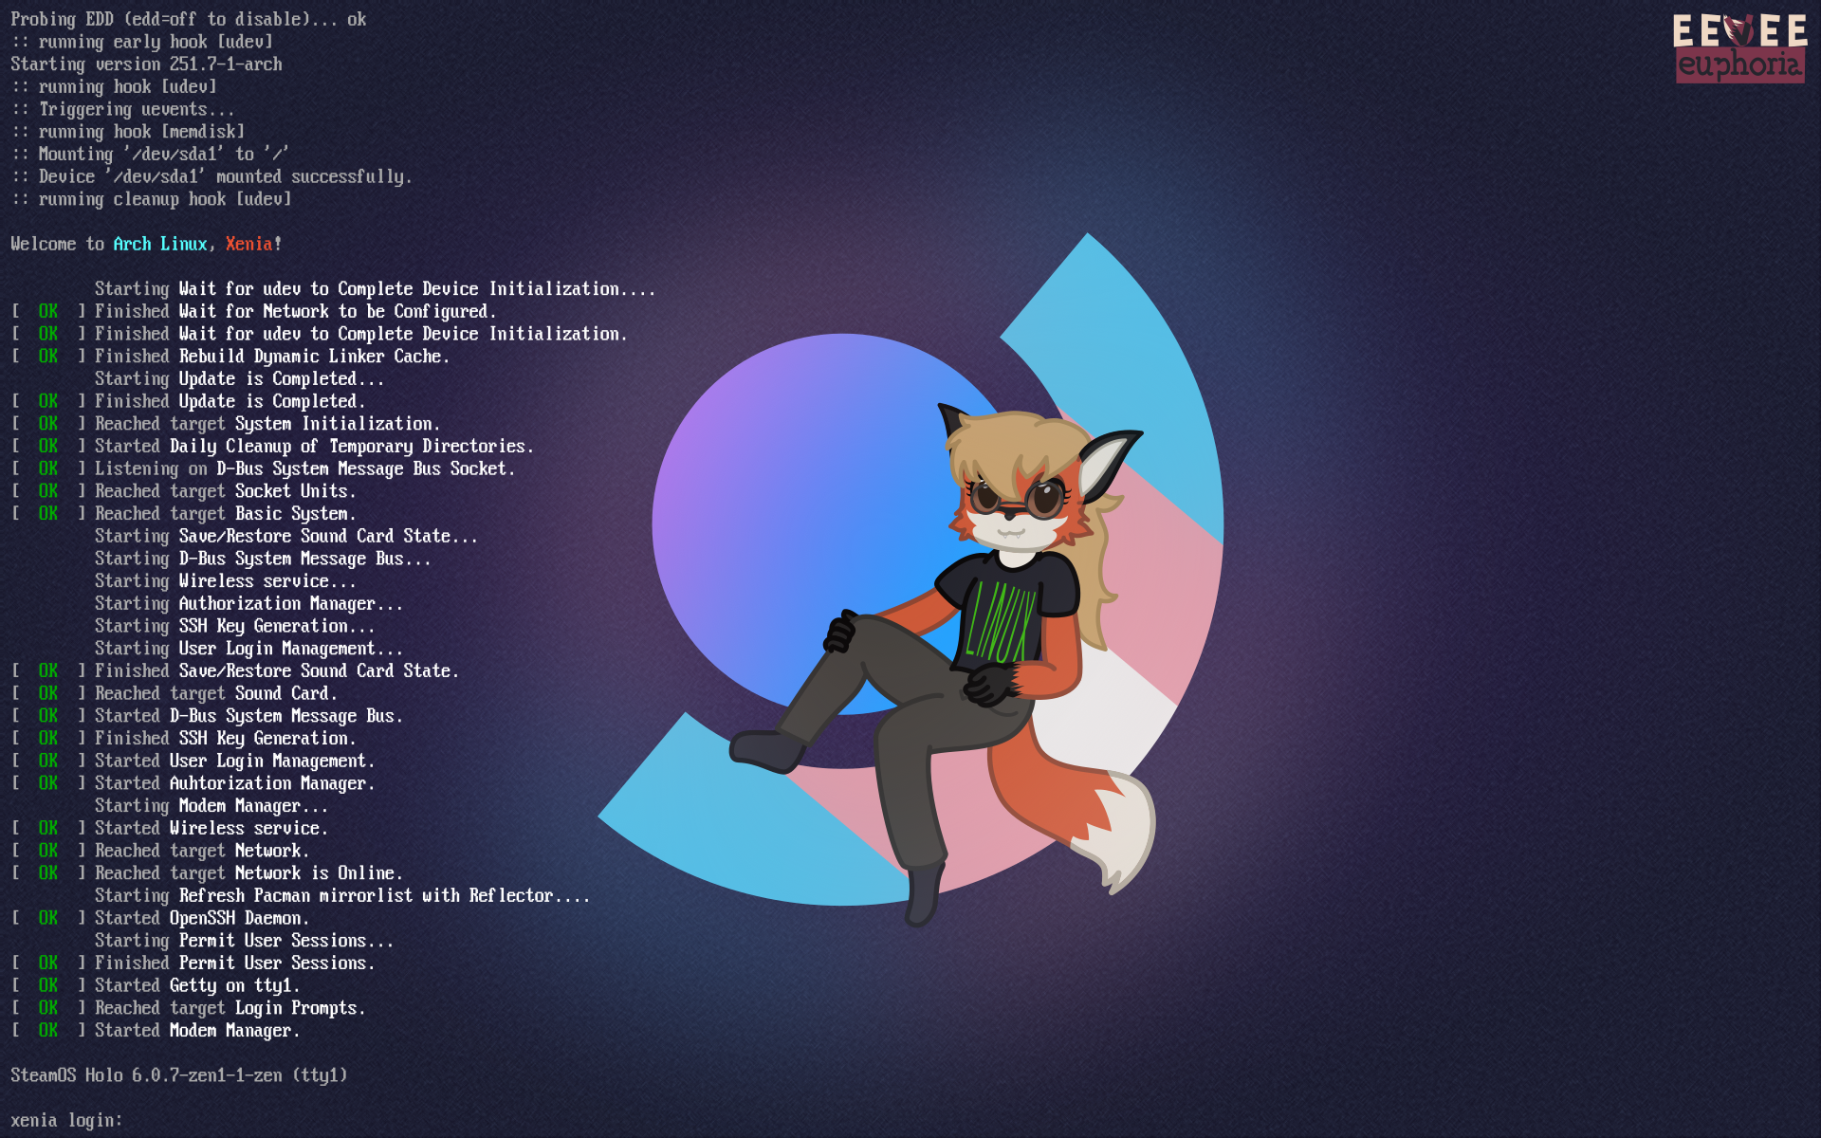 Probing EDD (edd=off to disable)... ok
:: running early hook [udev]
Starting version 251.7-1-arch
:: running hook [udev]
:: Triggering uevents...
:: running hook [memdisk]
:: Mounting '/dev/sda1' to '/'
:: Device '/dev/sda1' mounted successfully.
:: running cleanup hook [udev]
Welcome to Arch Linux, Xenia!
Starting Wait for udev to Complete Device Initialization....
[ OK ] Finished Wait for Network to be Configured.
[ OK ] Finished Wait for udev to Complete Device Initialization.
[ OK ] Finished Rebuild Dynamic Linker Cache.
Starting Update is Completed...
[ OK ] Finished Update is Completed.
[ OK ] Reached target System Initialization.
[ OK ] Started Daily Cleanup of Temporary Directories.
[ OK ] Listening on D-Bus System Message Bus Socket.
[ OK ] Reached target Socket Units.
[ OK ] Reached target Basic System.
Starting Save/Restore Sound Card State...
Starting D-Bus System Message Bus...
Starting Wireless service...
Starting Authorization Manager...
Starting SSH Key Generation...
Starting User Login Management...
[ OK ] Finished Save/Restore Sound Card State.
[ OK ] Reached target Sound Card.
[ OK ] Started D-Bus System Message Bus.
[ OK ] Finished SSH Key Generation.
[ OK ] Started User Login Management.
[ OK ] Started Auhtorization Manager.
Starting Modem Manager...
[ OK ] Started Wireless service.
[ OK ] Reached target Network.
[ OK ] Reached target Network is Online.
Starting Refresh Pacman mirrorlist with Reflector....
[ OK ] Started OpenSSH Daemon.
Starting Permit User Sessions...
[ OK ] Finished Permit User Sessions.
[ OK ] Started Getty on tty1.
[ OK ] Reached target Login Prompts.
[ OK ] Started Modem Manager.
SteamOS Holo 6.0.7-zen1-1-zen (tty1)
xenia login:
EEVEE
euphoria